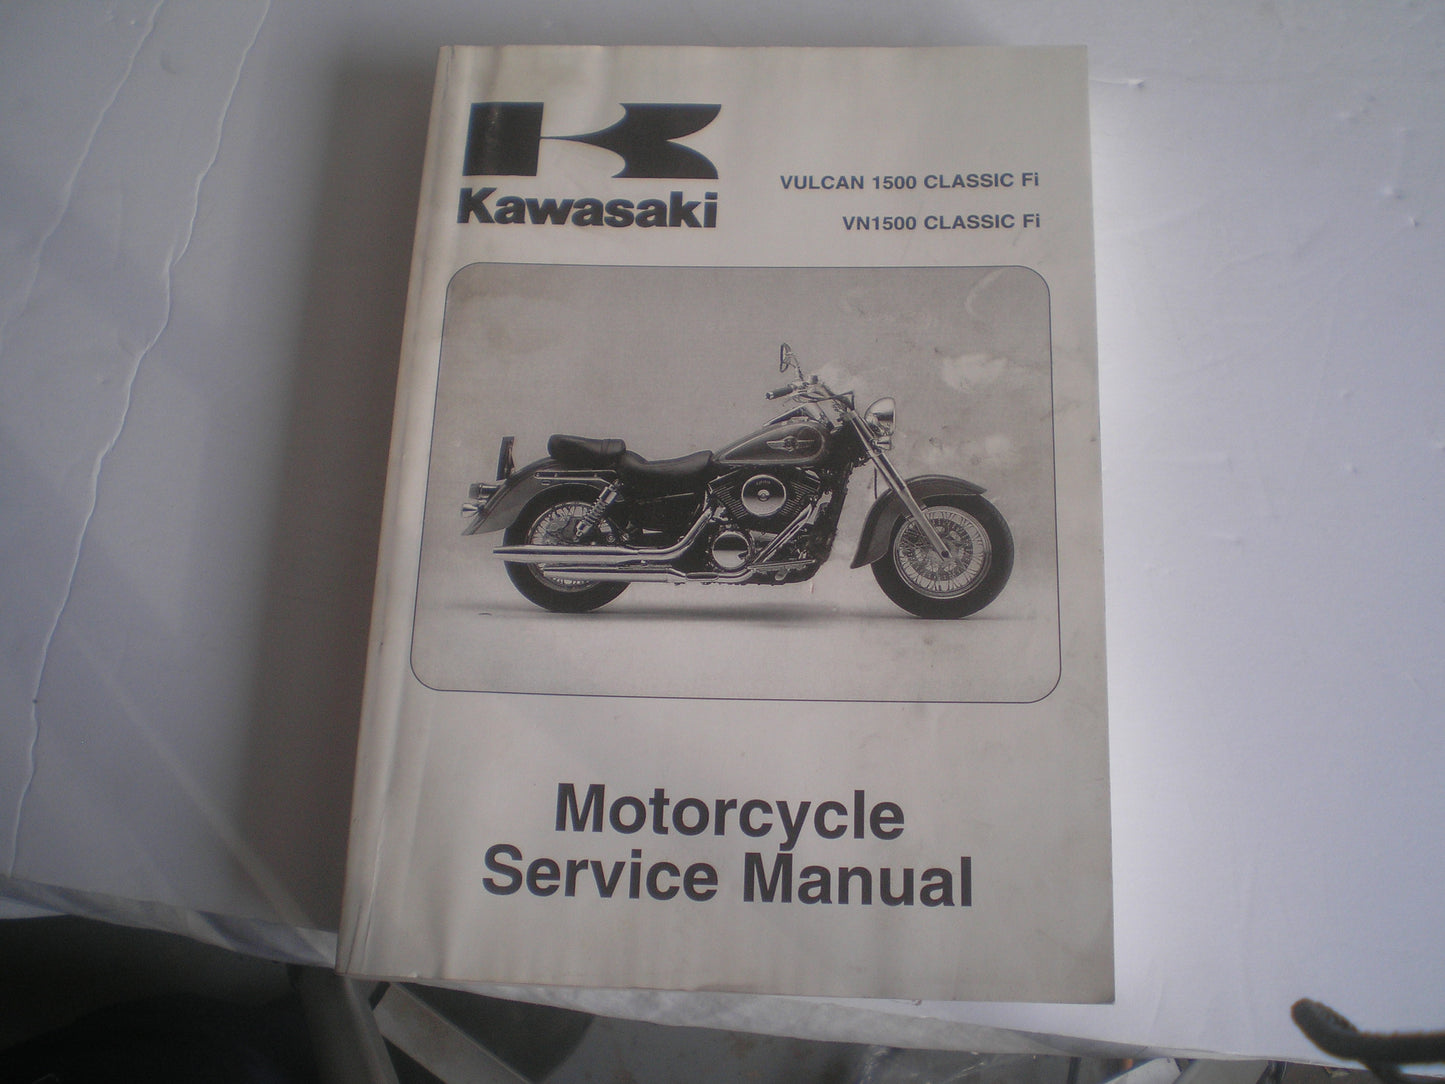 Kawasaki
VULCAN 1500 CLASSIC Fi
VN1500 CLASSIC Fi
Motorcycle
Service Manual